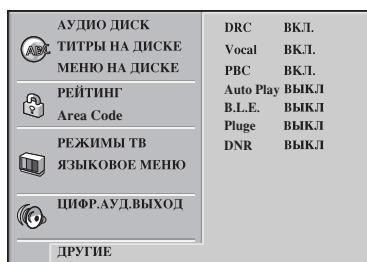 АУДИО ДИСК
ТИТРЫ НА ДИСКЕ
МЕНЮ НА ДИСКЕ
РЕЙТИНГ
Area Code
РЕЖИМЫ ТВ
ЯЗЫКОВОЕ МЕНЮ
ЦИФР.АУД.ВЫХОД
ДРУГИЕ
DRC ВКЛ.
Vocal ВКЛ.
PBC ВКЛ.
Auto Play ВЫКЛ
B.L.E. ВЫКЛ
Pluge ВЫКЛ
DNR ВЫКЛ
ABC